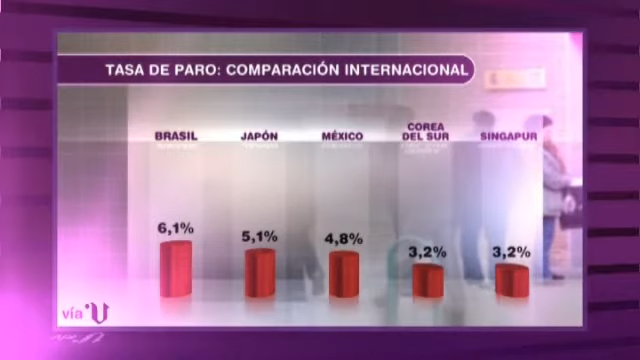 TASA DE PARO: COMPARACIÓN INTERNACIONAL
BRASIL
JAPÓN
MÉXICO
COREA
DEL SUR
SINGAPUR
6,1%
5,1%
4,8%
3,2%
3,2%
vía U